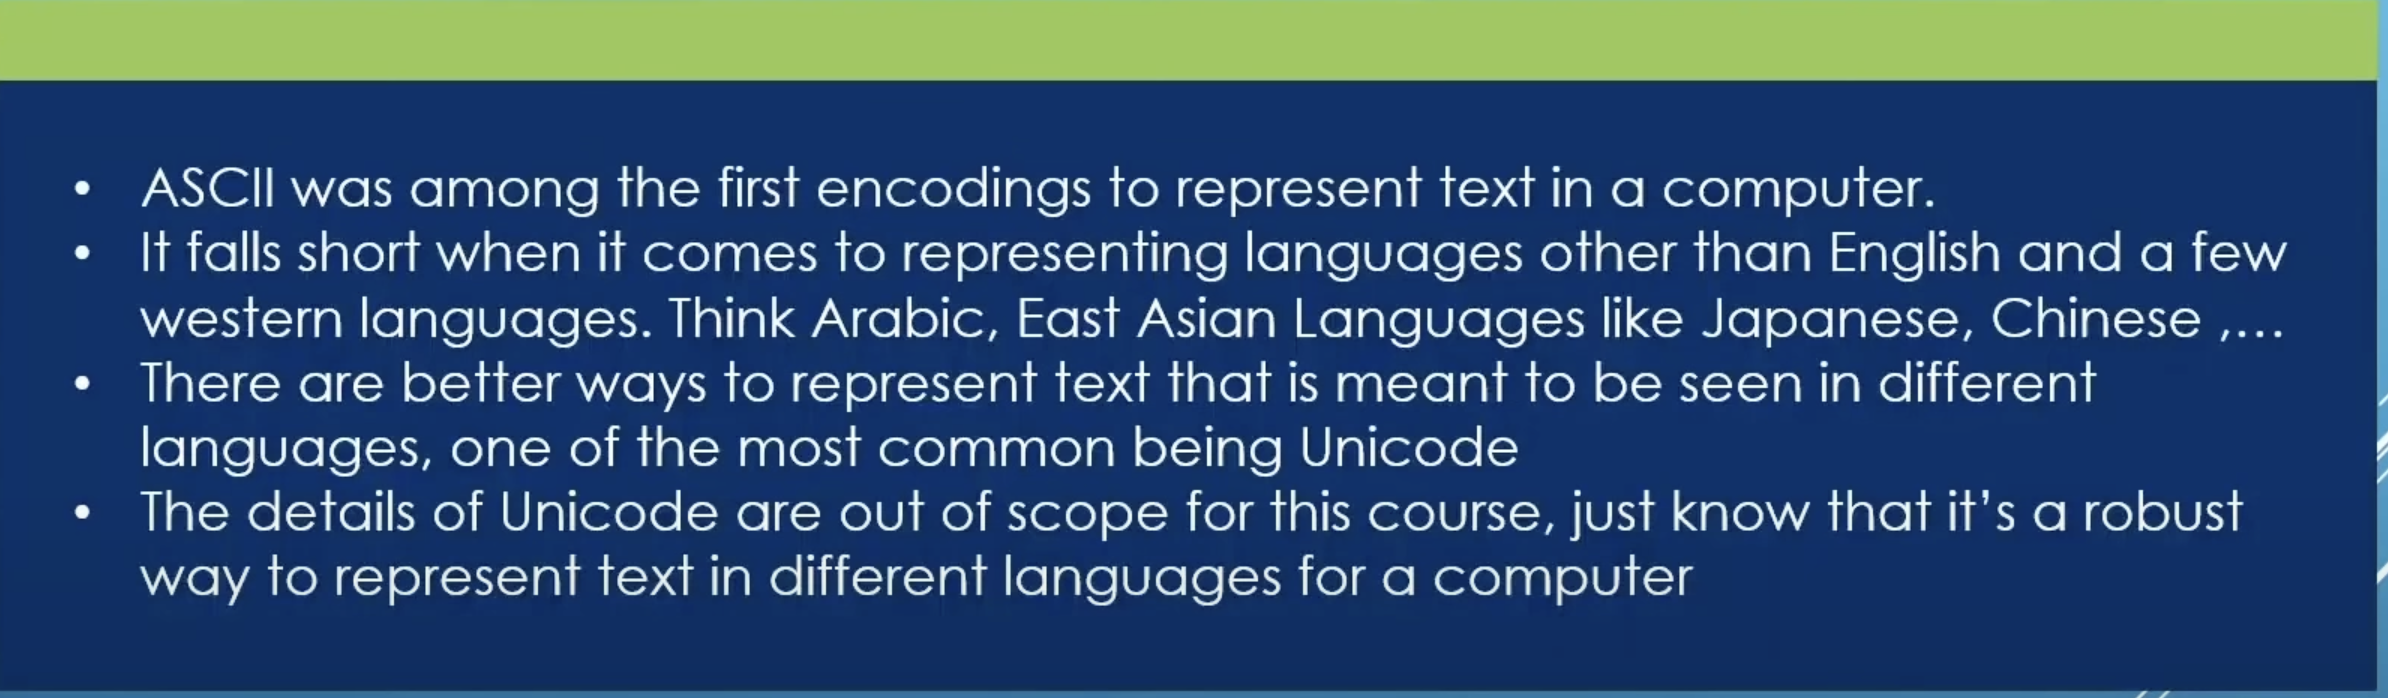 • ASCII was among the first encodings to represent text in a computer.
• It falls short when it comes to representing languages other than English and a few
western languages. Think Arabic, East Asian Languages like Japanese, Chinese ,…
• There are better ways to represent text that is meant to be seen in different
languages, one of the most common being Unicode
• The details of Unicode are out of scope for this course, just know that it’s a robust
way to represent text in different languages for a computer